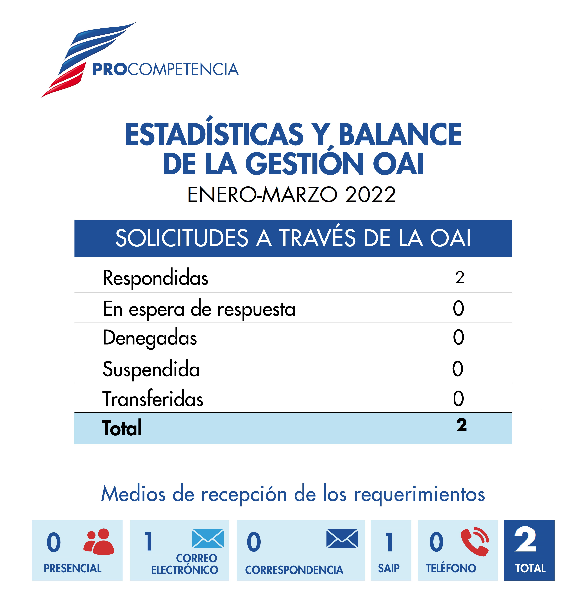 PROCOMPETENCIA
ESTADÍSTICAS Y BALANCE
DE LA GESTIÓN OAI
ENERO-MARZO 2022
SOLICITUDES A TRAVÉS DE LA OAI
Respondidas 2
En espera de respuesta 0
Denegadas 0
Suspendida 0
Transferidas 0
Total 2
Medios de recepción de los requerimientos
0 PRESENCIAL
1 CORREO ELECTRÓNICO
0 CORRESPONDENCIA
1 SAIP
0 TELÉFONO
2 TOTAL